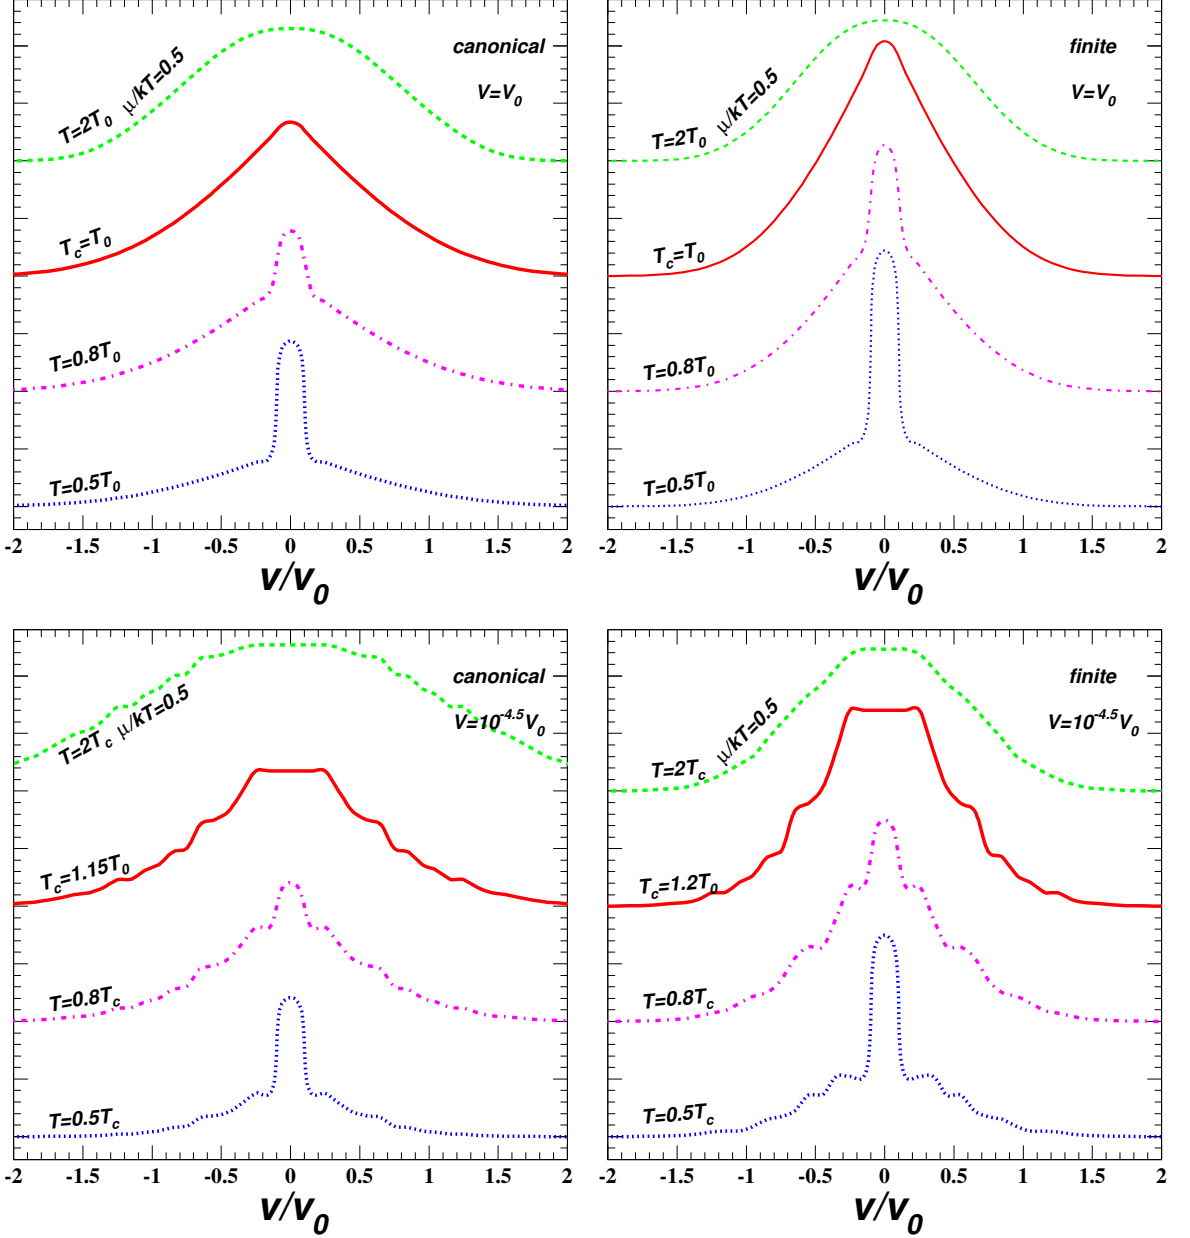 canonical
V=V0
T=2T0 μ/kT=0.5
Tc=T0
T=0.8T0
T=0.5T0
-2 -1.5 -1 -0.5 0 0.5 1 1.5 2
v/v0
finite
V=V0
T=2T0 μ/kT=0.5
Tc=T0
T=0.8T0
T=0.5T0
-2 -1.5 -1 -0.5 0 0.5 1 1.5 2
v/v0
canonical
V=10^-4.5V0
T=2Tc μ/kT=0.5
Tc=1.15T0
T=0.8Tc
T=0.5Tc
-2 -1.5 -1 -0.5 0 0.5 1 1.5 2
v/v0
finite
V=10^-4.5V0
T=2Tc μ/kT=0.5
Tc=1.2T0
T=0.8Tc
T=0.5Tc
-2 -1.5 -1 -0.5 0 0.5 1 1.5 2
v/v0